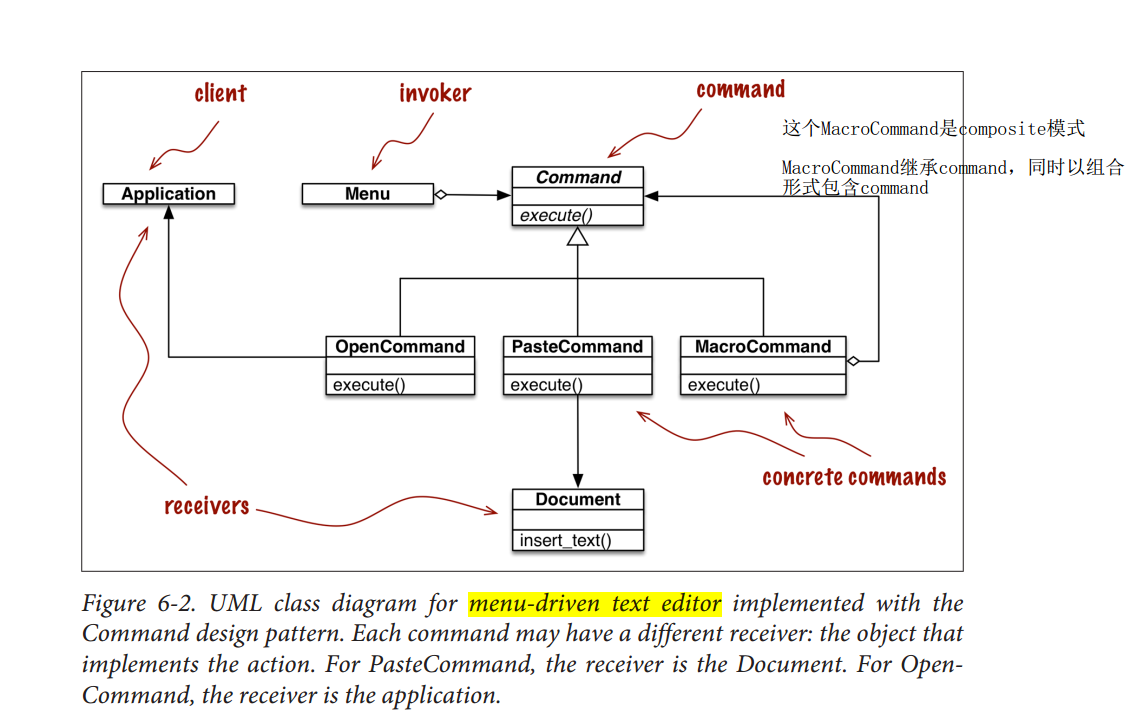 client
invoker
command
这个MacroCommand是composite模式
MacroCommand继承command，同时以组合
形式包含command
Application
Menu
Command
execute()
OpenCommand
PasteCommand
MacroCommand
execute()
execute()
execute()
concrete commands
receivers
Document
insert_text()
Figure 6-2. UML class diagram for menu-driven text editor implemented with the
Command design pattern. Each command may have a different receiver: the object that
implements the action. For PasteCommand, the receiver is the Document. For Open-
Command, the receiver is the application.